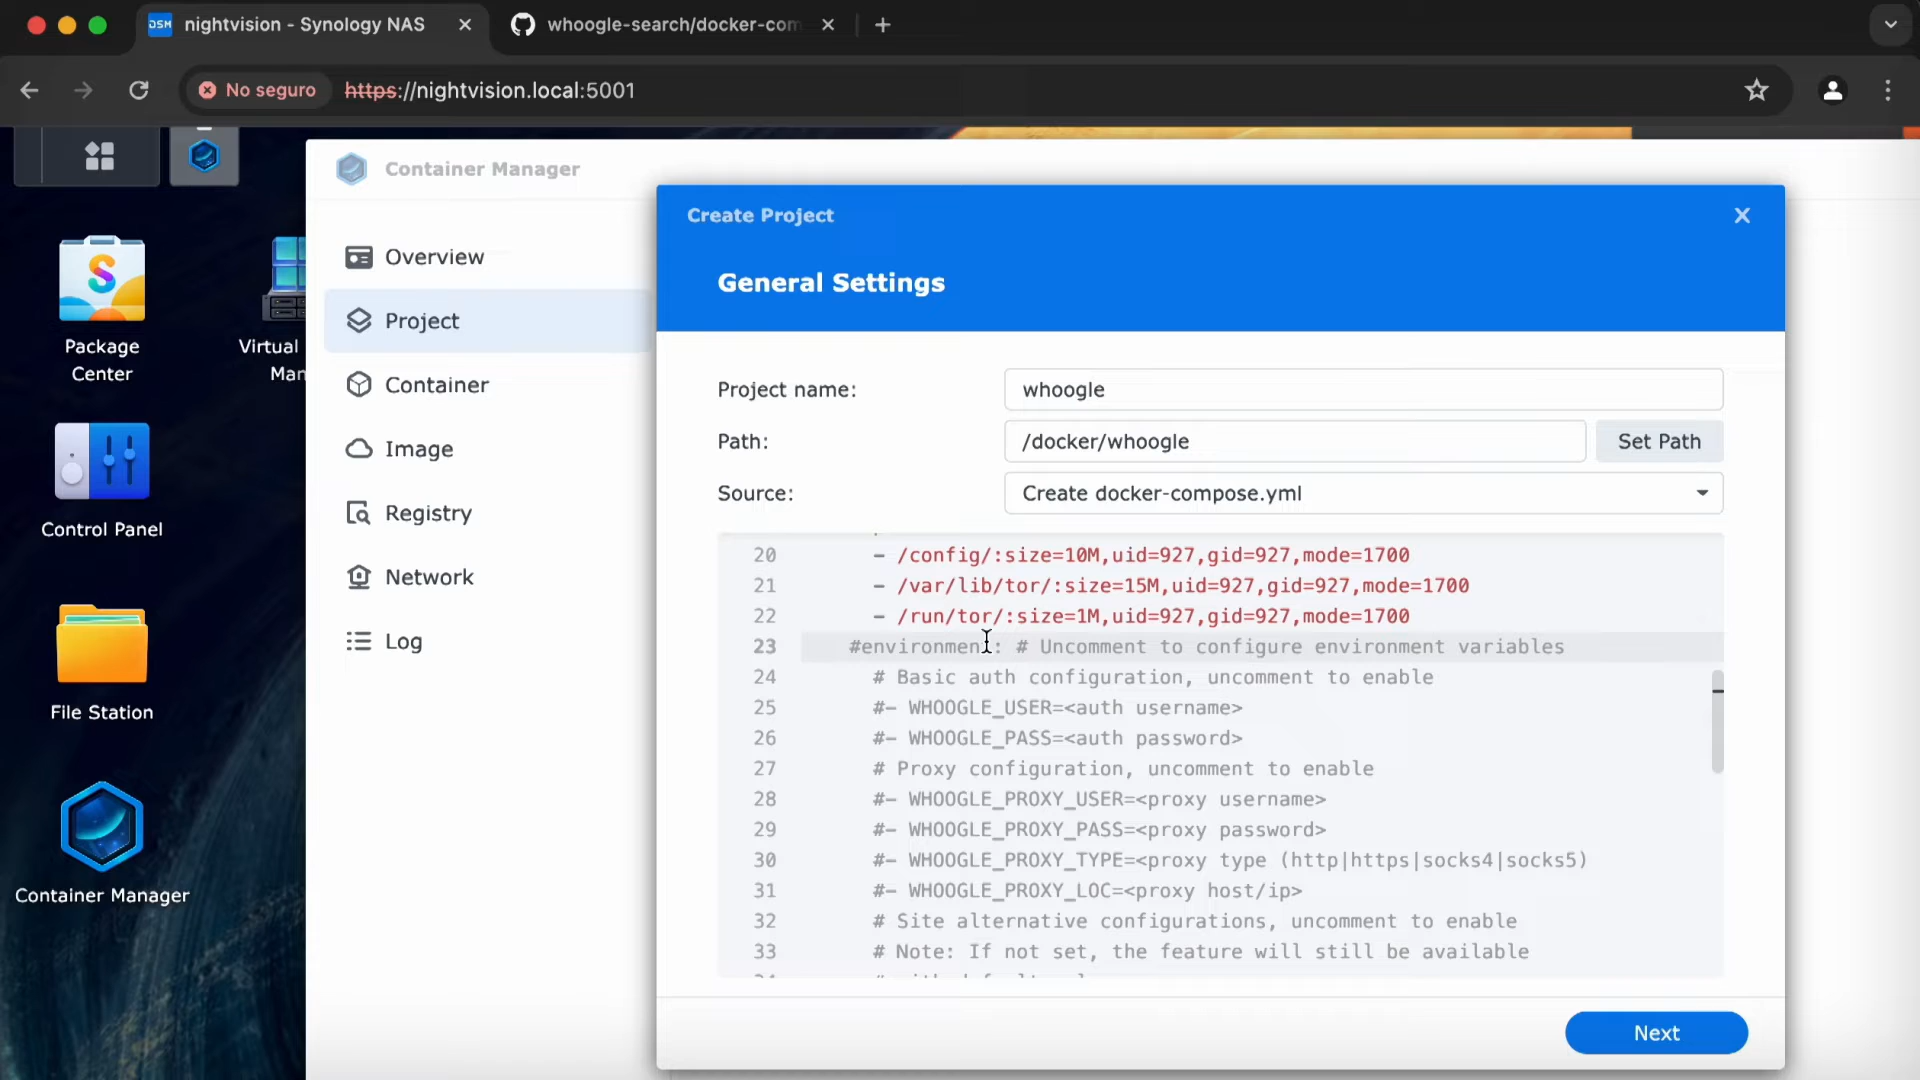 nightvision - Synology NAS
whoogle-search/docker-com
No seguro
https://nightvision.local:5001
Container Manager
Create Project
General Settings
Overview
Project
Container
Image
Registry
Network
Log
Package
Center
Virtual
Man
Control Panel
File Station
Container Manager
Project name:
whoogle
Path:
/docker/whoogle
Set Path
Source:
Create docker-compose.yml
20 - /config/:size=10M,uid=927,gid=927,mode=1700
21 - /var/lib/tor/:size=15M,uid=927,gid=927,mode=1700
22 - /run/tor/:size=1M,uid=927,gid=927,mode=1700
23 #environment: # Uncomment to configure environment variables
24 # Basic auth configuration, uncomment to enable
25 #- WHOOGLE_USER=<auth username>
26 #- WHOOGLE_PASS=<auth password>
27 # Proxy configuration, uncomment to enable
28 #- WHOOGLE_PROXY_USER=<proxy username>
29 #- WHOOGLE_PROXY_PASS=<proxy password>
30 #- WHOOGLE_PROXY_TYPE=<proxy type (http|https|socks4|socks5)
31 #- WHOOGLE_PROXY_LOC=<proxy host/ip>
32 # Site alternative configurations, uncomment to enable
33 # Note: If not set, the feature will still be available
Next